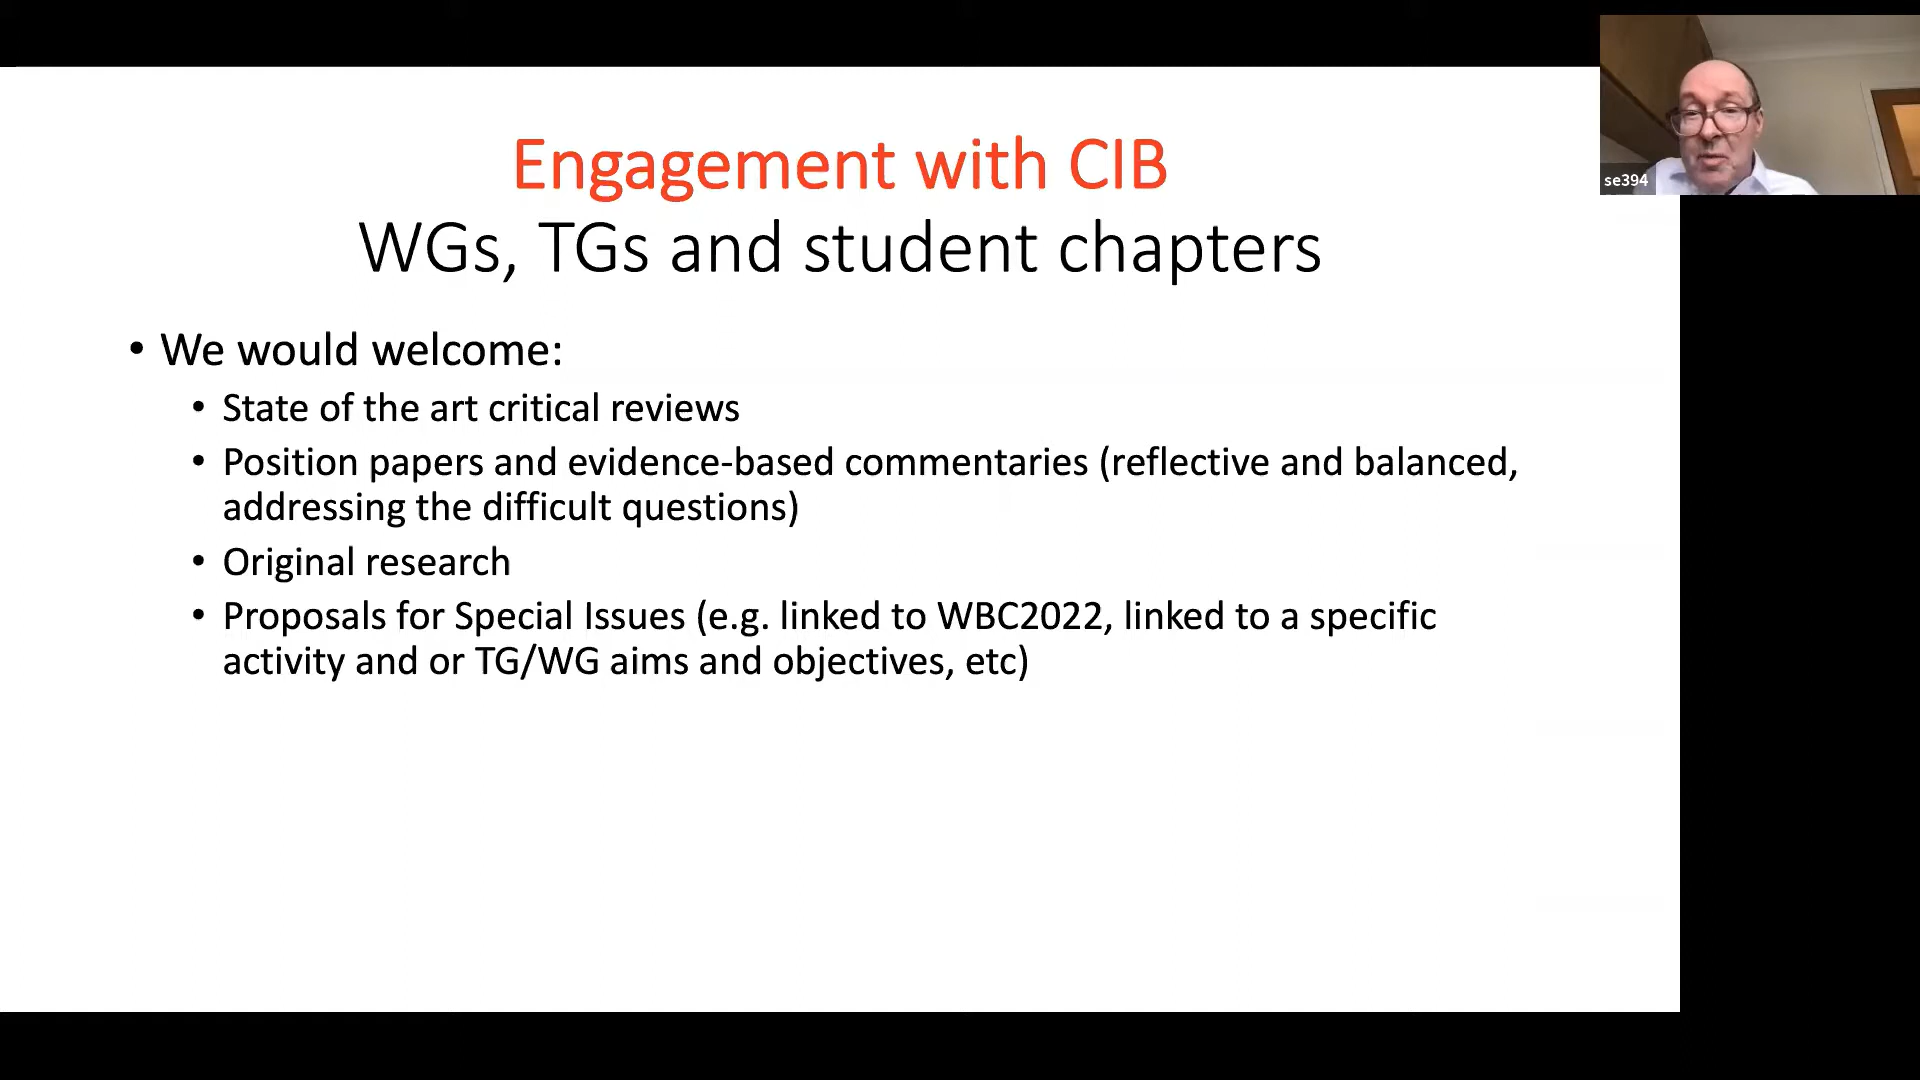 Engagement with CIB
WGs, TGs and student chapters
• We would welcome:
• State of the art critical reviews
• Position papers and evidence-based commentaries (reflective and balanced,
addressing the difficult questions)
• Original research
• Proposals for Special Issues (e.g. linked to WBC2022, linked to a specific
activity and or TG/WG aims and objectives, etc)
se394